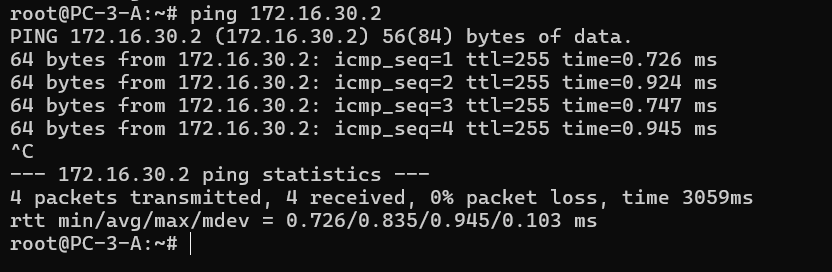 root@PC-3-A:~# ping 172.16.30.2
PING 172.16.30.2 (172.16.30.2) 56(84) bytes of data.
64 bytes from 172.16.30.2: icmp_seq=1 ttl=255 time=0.726 ms
64 bytes from 172.16.30.2: icmp_seq=2 ttl=255 time=0.924 ms
64 bytes from 172.16.30.2: icmp_seq=3 ttl=255 time=0.747 ms
64 bytes from 172.16.30.2: icmp_seq=4 ttl=255 time=0.945 ms
^C
--- 172.16.30.2 ping statistics ---
4 packets transmitted, 4 received, 0% packet loss, time 3059ms
rtt min/avg/max/mdev = 0.726/0.835/0.945/0.103 ms
root@PC-3-A:~#